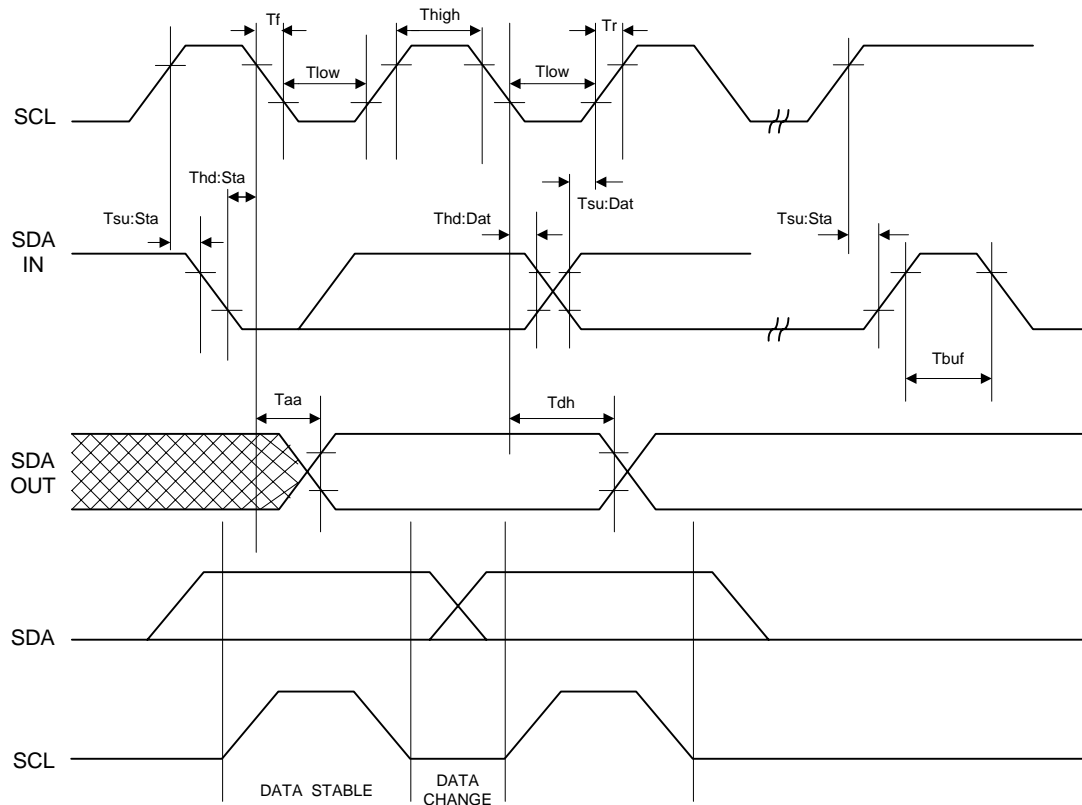 Tf
Thigh
Tr
Tlow
Tlow
SCL
Thd:Sta
Tsu:Sta
Thd:Dat
Tsu:Dat
Tsu:Sta
SDA
IN
Tbuf
Taa
Tdh
SDA
OUT
SDA
SCL
DATA STABLE
DATA
CHANGE